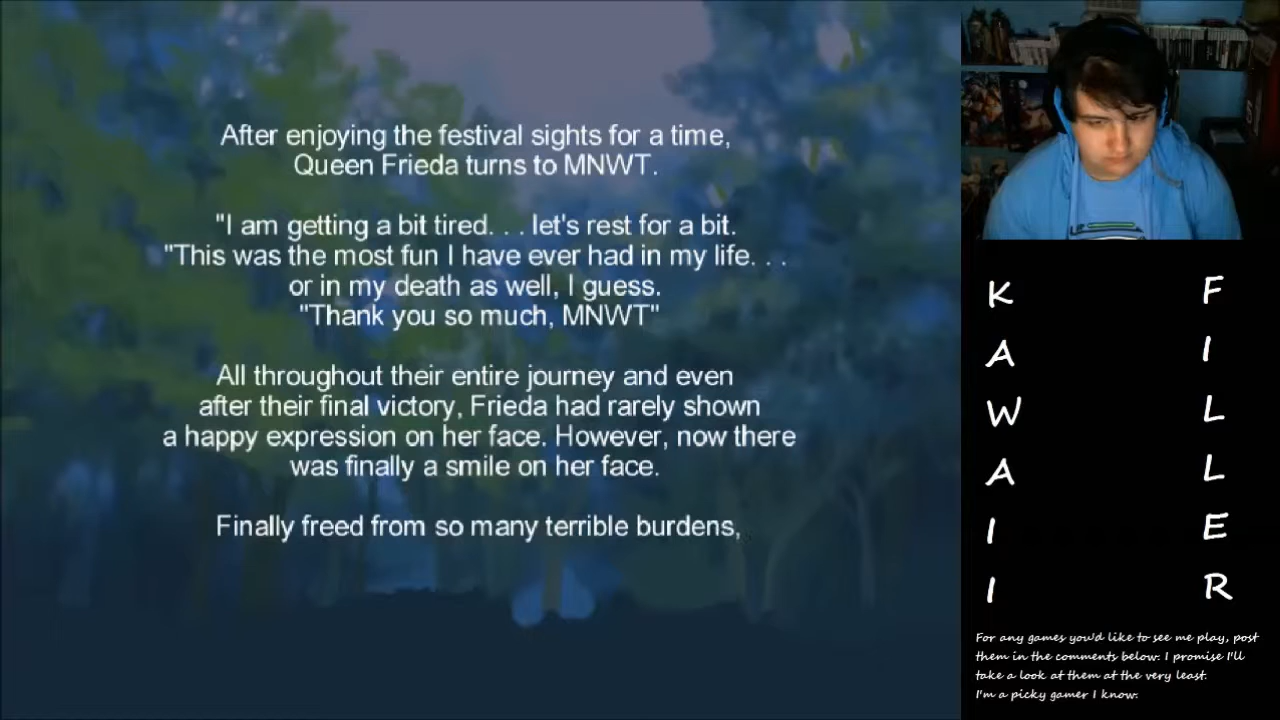 After enjoying the festival sights for a time,
Queen Frieda turns to MNWT.
"I am getting a bit tired. . . let's rest for a bit.
"This was the most fun I have ever had in my life. . .
or in my death as well, I guess.
"Thank you so much, MNWT"
All throughout their entire journey and even
after their final victory, Frieda had rarely shown
a happy expression on her face. However, now there
was finally a smile on her face.
Finally freed from so many terrible burdens,
KAWAII
FILLER
For any games you'd like to see me play, post
them in the comments below. I promise I'll
take a look at them at the very least.
I'm a picky gamer I know.